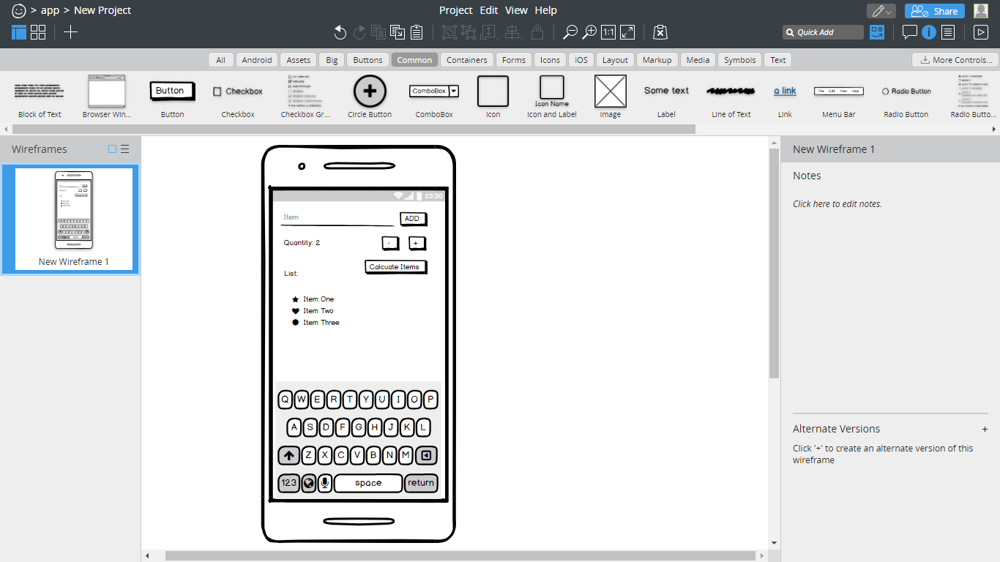 > app > New Project
Project Edit View Help
Share
1:1
Quick Add
All Android Assets Big Buttons Common Containers Forms Icons iOS Layout Markup Media Symbols Text
More Controls...
Button
Checkbox
ComboBox
Icon Name
Some text
a link
File Edit View Help
Radio Button
Block of Text
Browser Win...
Button
Checkbox
Checkbox Gr...
Circle Button
ComboBox
Icon
Icon and Label
Image
Label
Line of Text
Link
Menu Bar
Radio Button
Radio Butto...
Wireframes
New Wireframe 1
23:30
Item
ADD
Quantity: 2
-
+
Calcuate Items
List:
Item One
Item Two
Item Three
Q W E R T Y U I O P
A S D F G H J K L
Z X C V B N M
123 space return
New Wireframe 1
Notes
Click here to edit notes.
Alternate Versions +
Click '+' to create an alternate version of this
wireframe